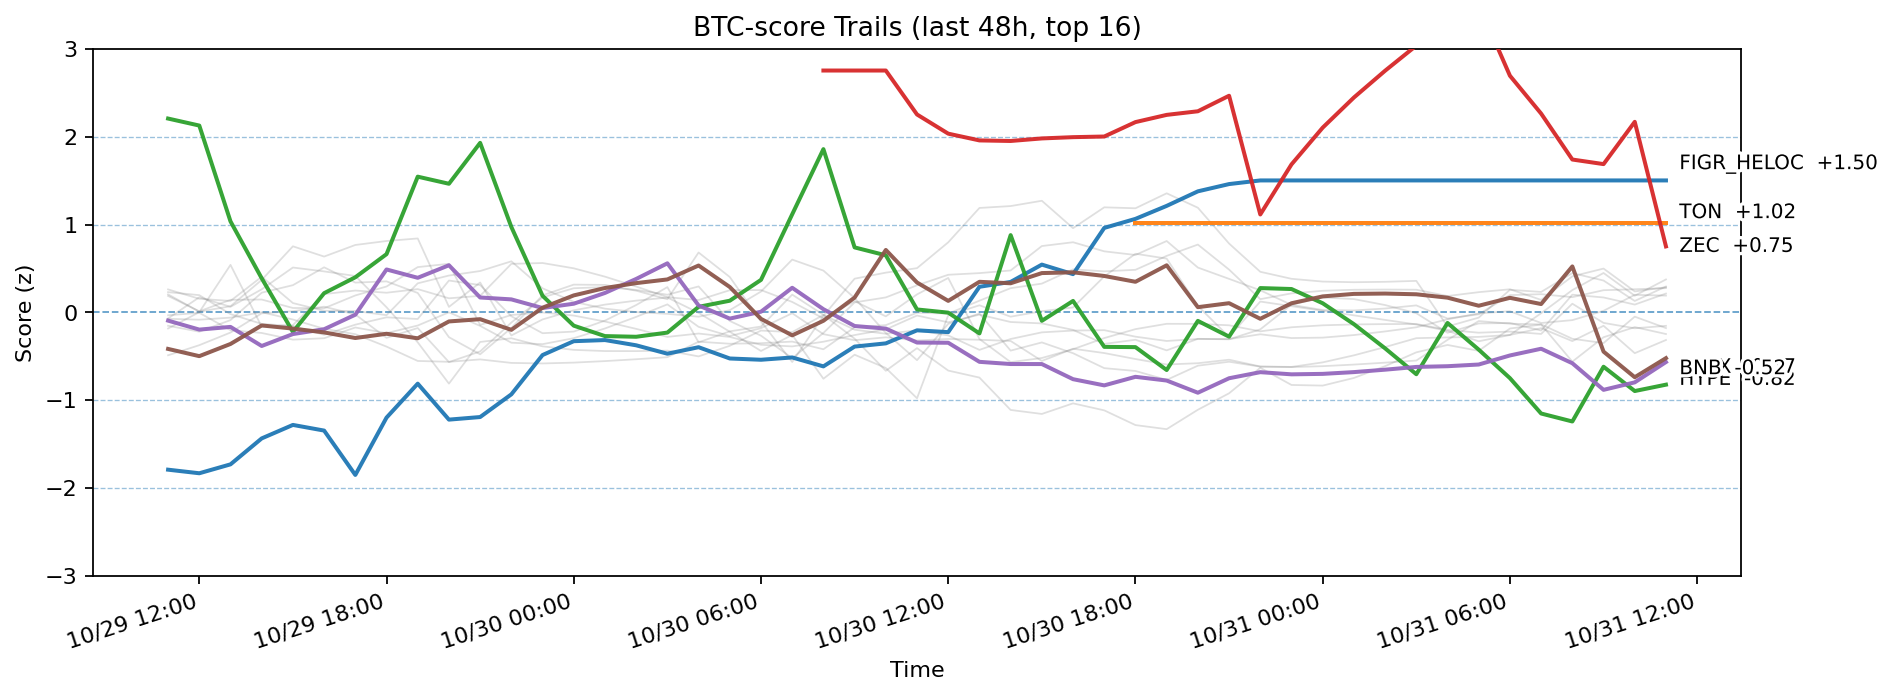 BTC-score Trails (last 48h, top 16)
Score (z)
3
2
1
0
−1
−2
−3
FIGR_HELOC +1.50
TON +1.02
ZEC +0.75
HYPE -0.82
10/29 12:00
10/29 18:00
10/30 00:00
10/30 06:00
10/30 12:00
10/30 18:00
10/31 00:00
10/31 06:00
10/31 12:00
Time